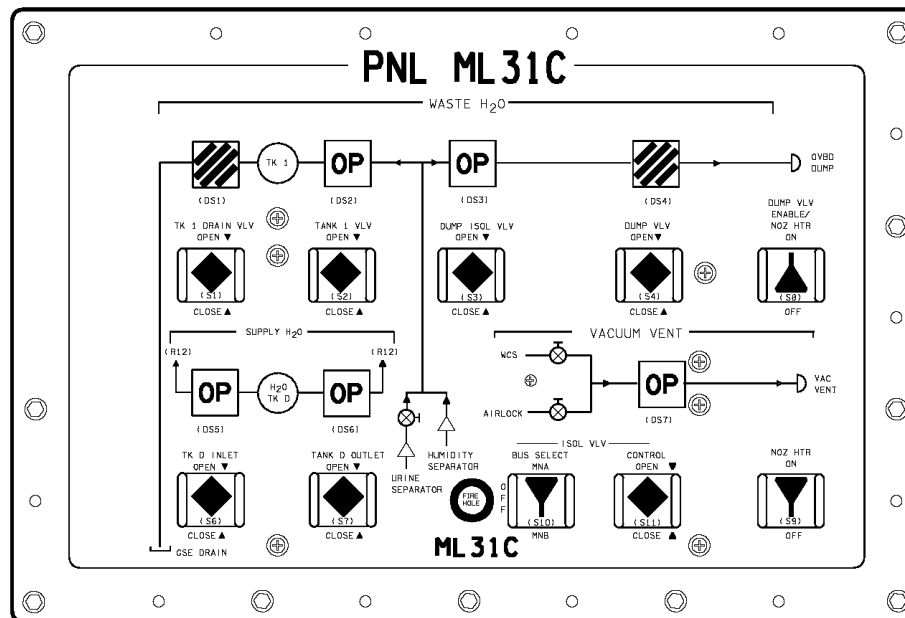 PNL ML31C
WASTE H2O
TK 1
OP
OP
OVBD
DUMP
(DS1)
(DS2)
(DS3)
(DS4)
TK 1 DRAIN VLV
OPEN ▼
TANK 1 VLV
OPEN ▼
DUMP ISOL VLV
OPEN ▼
DUMP VLV
OPEN ▼
DUMP VLV
ENABLE/
NOZ HTR
ON
(S1)
(S2)
(S3)
(S4)
(S8)
CLOSE ▲
CLOSE ▲
CLOSE ▲
CLOSE ▲
OFF
SUPPLY H2O
VACUUM VENT
(R12)
(R12)
WCS
OP
H2O
TK D
OP
OP
VAC
VENT
AIRLOCK
(DS5)
(DS6)
(DS7)
TK D INLET
OPEN ▼
TANK D OUTLET
OPEN ▼
HUMIDITY
SEPARATOR
URINE
SEPARATOR
ISOL VLV
BUS SELECT
MNA
CONTROL
OPEN ▼
NOZ HTR
ON
FIRE
HOLE
OFF
(S6)
(S7)
(S10)
(S11)
(S9)
CLOSE ▲
CLOSE ▲
MNB
CLOSE ▲
OFF
GSE DRAIN
ML31C